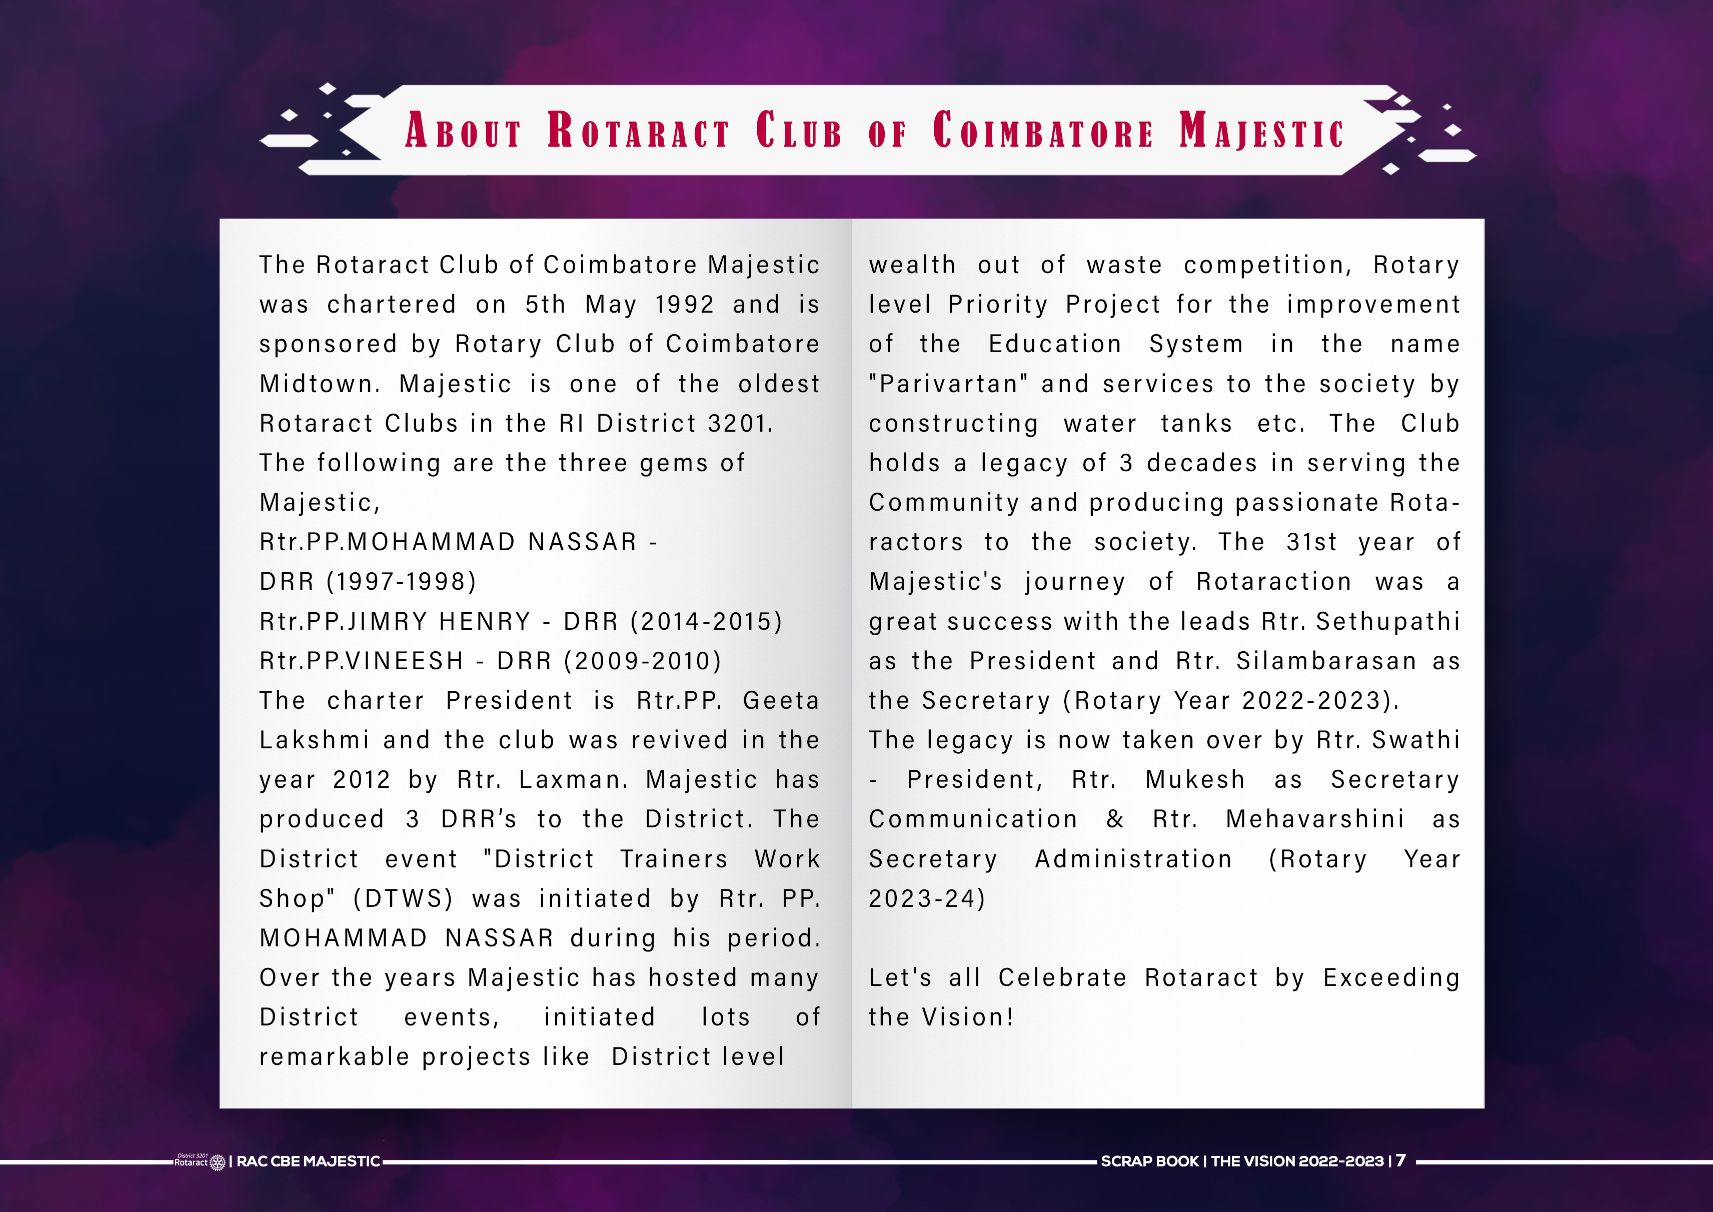 About Rotaract Club of Coimbatore Majestic
The Rotaract Club of Coimbatore Majestic
was chartered on 5th May 1992 and is
sponsored by Rotary Club of Coimbatore
Midtown. Majestic is one of the oldest
Rotaract Clubs in the RI District 3201.
The following are the three gems of
Majestic,
Rtr.PP.MOHAMMAD NASSAR -
DRR (1997-1998)
Rtr.PP.JIMRY HENRY - DRR (2014-2015)
Rtr.PP.VINEESH - DRR (2009-2010)
The charter President is Rtr.PP. Geeta
Lakshmi and the club was revived in the
year 2012 by Rtr. Laxman. Majestic has
produced 3 DRR’s to the District. The
District event "District Trainers Work
Shop" (DTWS) was initiated by Rtr. PP.
MOHAMMAD NASSAR during his period.
Over the years Majestic has hosted many
District events, initiated lots of
remarkable projects like District level
wealth out of waste competition, Rotary
level Priority Project for the improvement
of the Education System in the name
"Parivartan" and services to the society by
constructing water tanks etc. The Club
holds a legacy of 3 decades in serving the
Community and producing passionate Rota-
ractors to the society. The 31st year of
Majestic's journey of Rotaraction was a
great success with the leads Rtr. Sethupathi
as the President and Rtr. Silambarasan as
the Secretary (Rotary Year 2022-2023).
The legacy is now taken over by Rtr. Swathi
- President, Rtr. Mukesh as Secretary
Communication & Rtr. Mehavarshini as
Secretary Administration (Rotary Year
2023-24)
Let's all Celebrate Rotaract by Exceeding
the Vision!
District 3201
Rotaract | RAC CBE MAJESTIC
SCRAP BOOK | THE VISION 2022-2023 | 7